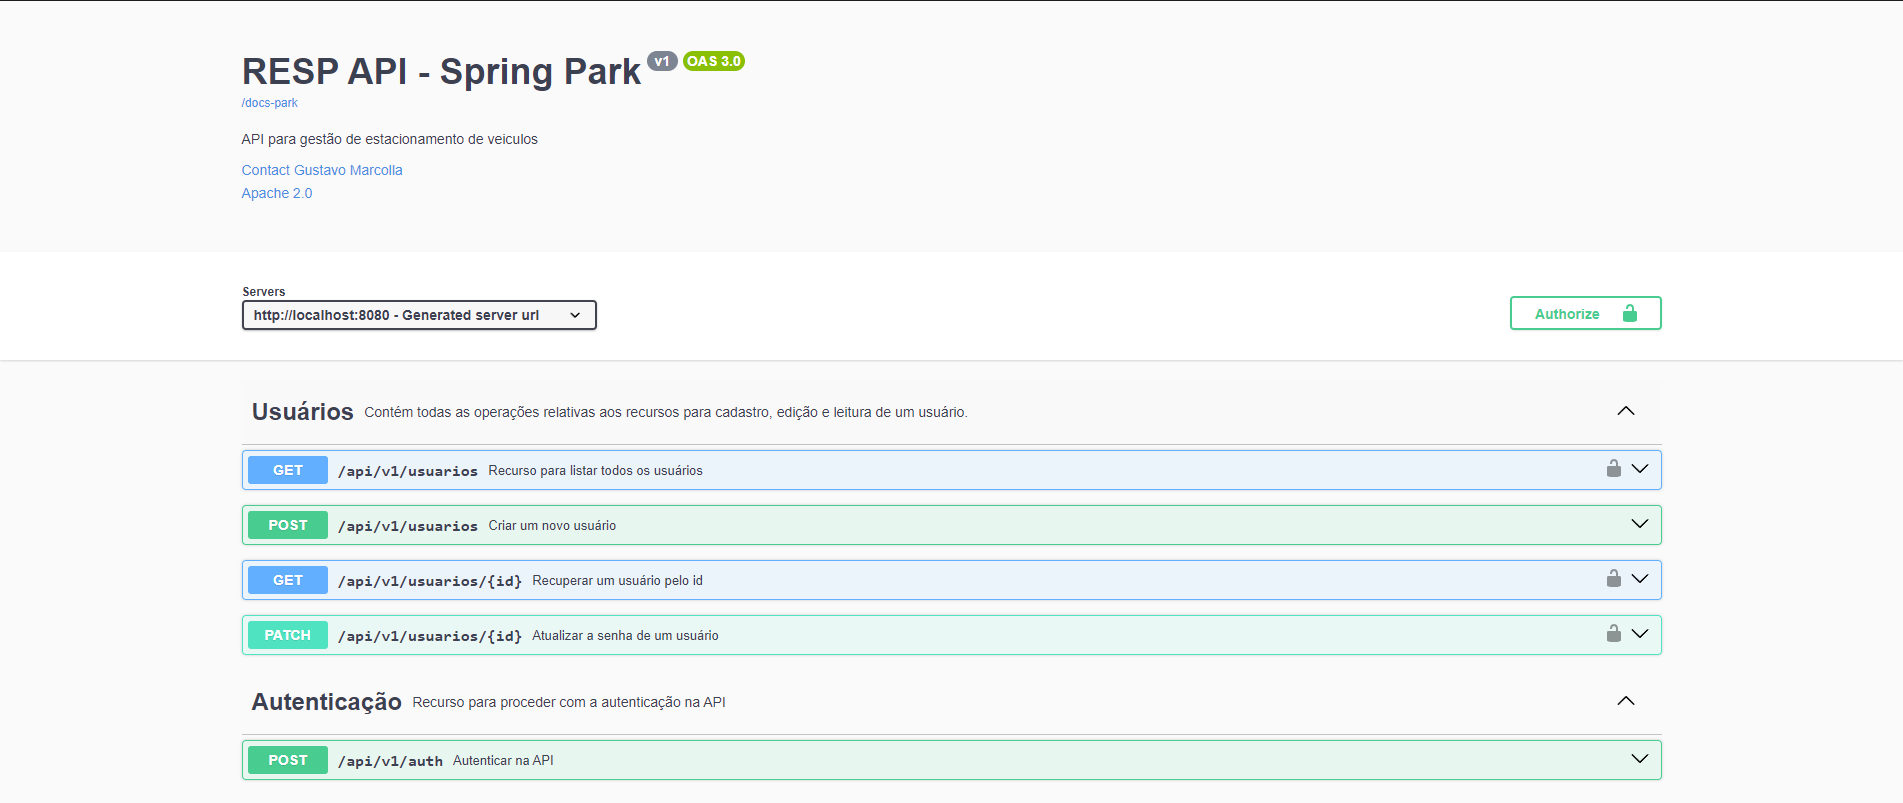 RESP API - Spring Park v1 OAS 3.0
/docs-park
API para gestão de estacionamento de veiculos
Contact Gustavo Marcolla
Apache 2.0
Servers
http://localhost:8080 - Generated server url
Authorize
Usuários Contém todas as operações relativas aos recursos para cadastro, edição e leitura de um usuário.
GET /api/v1/usuarios Recurso para listar todos os usuários
POST /api/v1/usuarios Criar um novo usuário
GET /api/v1/usuarios/{id} Recuperar um usuário pelo id
PATCH /api/v1/usuarios/{id} Atualizar a senha de um usuário
Autenticação Recurso para proceder com a autenticação na API
POST /api/v1/auth Autenticar na API